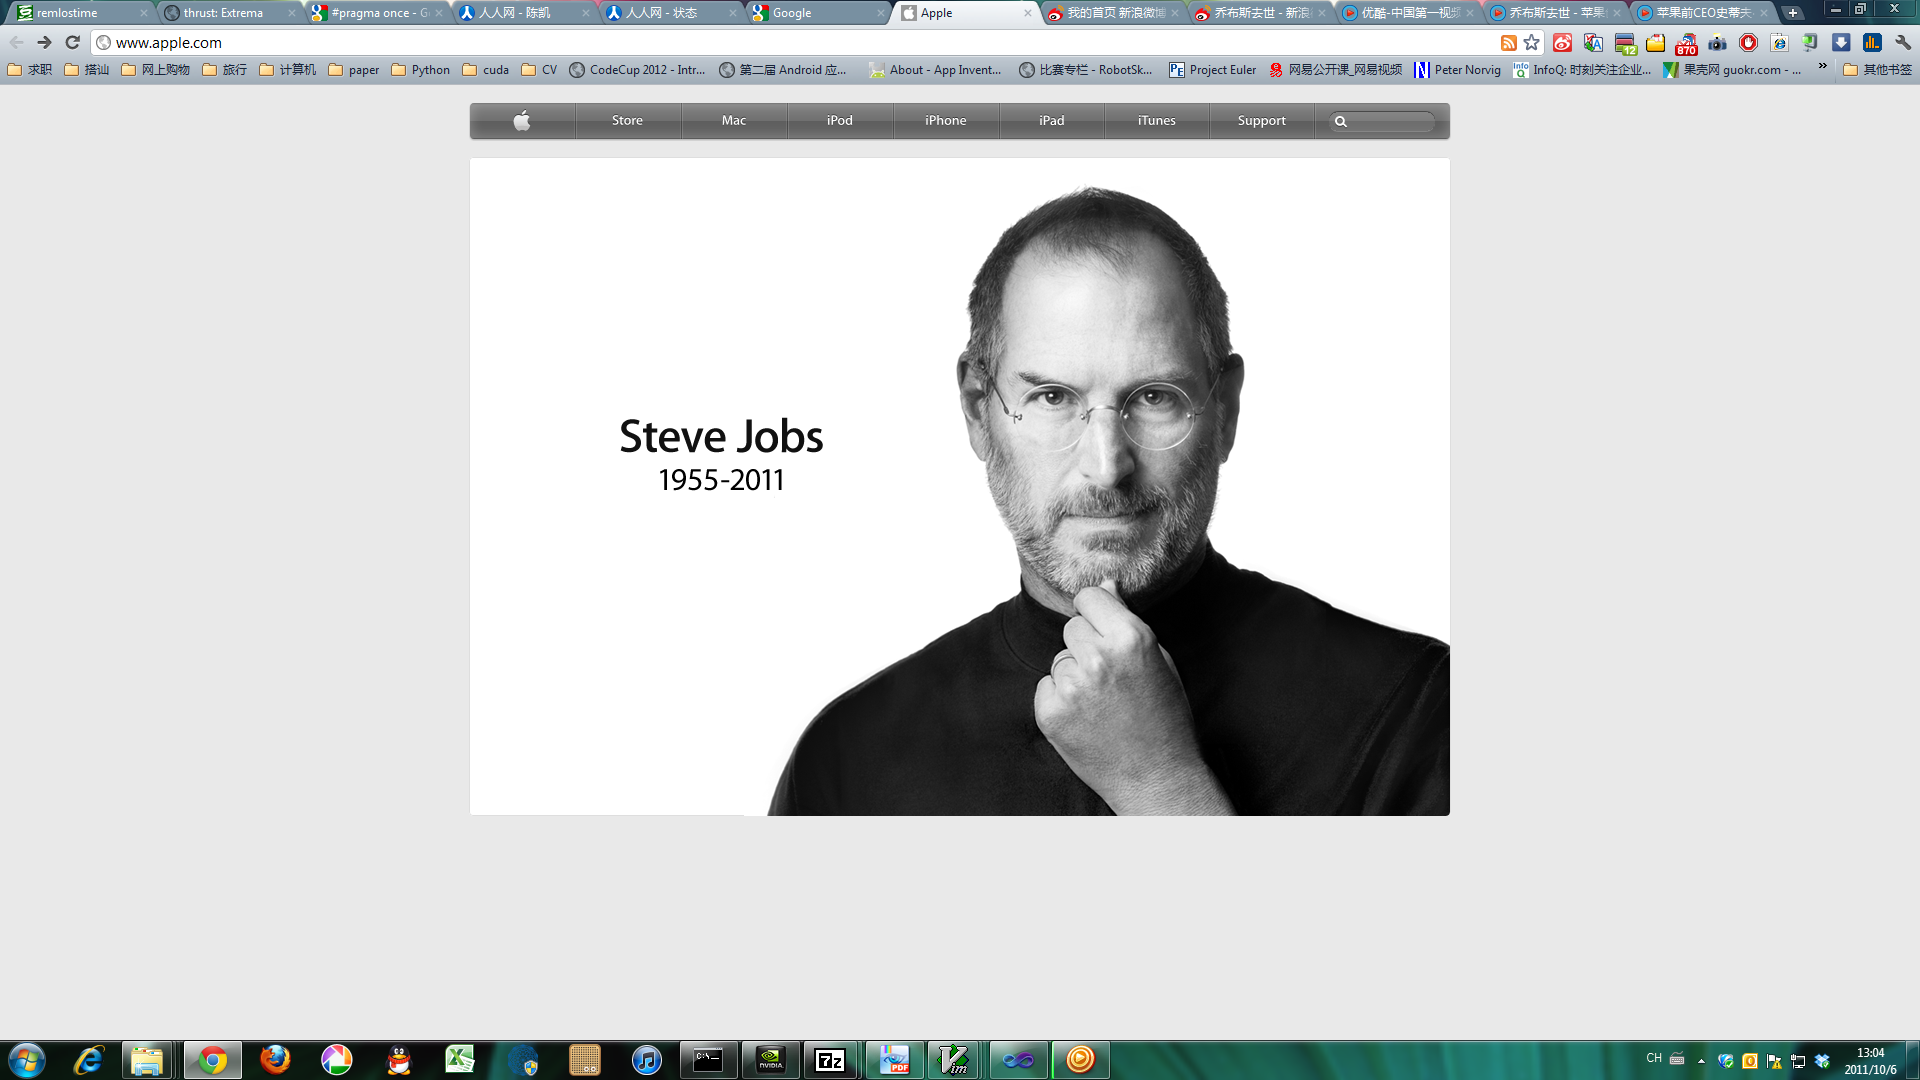 remlostime
thrust: Extrema
#pragma once - G
人人网 - 陈凯
人人网 - 状态
Google
Apple
我的首页 新浪微博
乔布斯去世 - 新浪
优酷-中国第一视频
乔布斯去世 - 苹果
苹果前CEO史蒂夫
www.apple.com
12
870
求职
搭讪
网上购物
旅行
计算机
paper
Python
cuda
CV
CodeCup 2012 - Intr...
第二届 Android 应...
About - App Invent...
比赛专栏 - RobotSk...
PE
Project Euler
网易公开课_网易视频
N
Peter Norvig
Info Q
InfoQ: 时刻关注企业...
果壳网 guokr.com - ...
»
其他书签
Store
Mac
iPod
iPhone
iPad
iTunes
Support
Steve Jobs
1955-2011
C:\
NVIDIA
7z
PDF
Vim
CH
13:04
2011/10/6